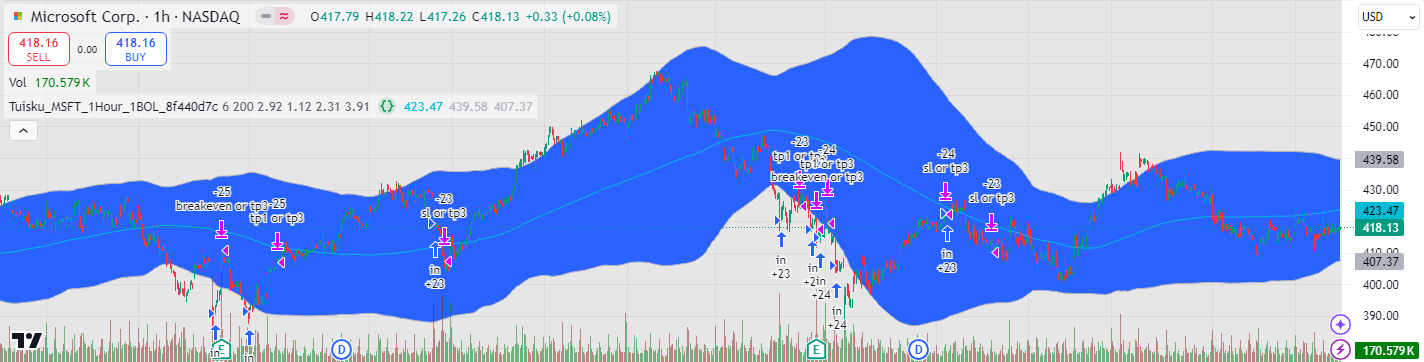 Microsoft Corp. · 1h · NASDAQ O417.79 H418.22 L417.26 C418.13 +0.33 (+0.08%)
USD
418.16 0.00 418.16
SELL BUY
Vol 170.579 K
Tuisku_MSFT_1Hour_1BOL_8f440d7c 6 200 2.92 1.12 2.31 3.91 423.47 439.58 407.37
470.00
460.00
450.00
439.58
430.00
423.47
418.13
410.00
407.37
400.00
390.00
170.579 K
-25
breakeven or tp3
-25
tp1 or tp3
-23
sl or tp3
in
+23
-23
tp1 or tp3
-24
tp1 or tp3
breakeven or tp3
in
+23
in
in
+24
in
+24
-24
sl or tp3
-23
sl or tp3
in
+23
in
in
E
D
E
D